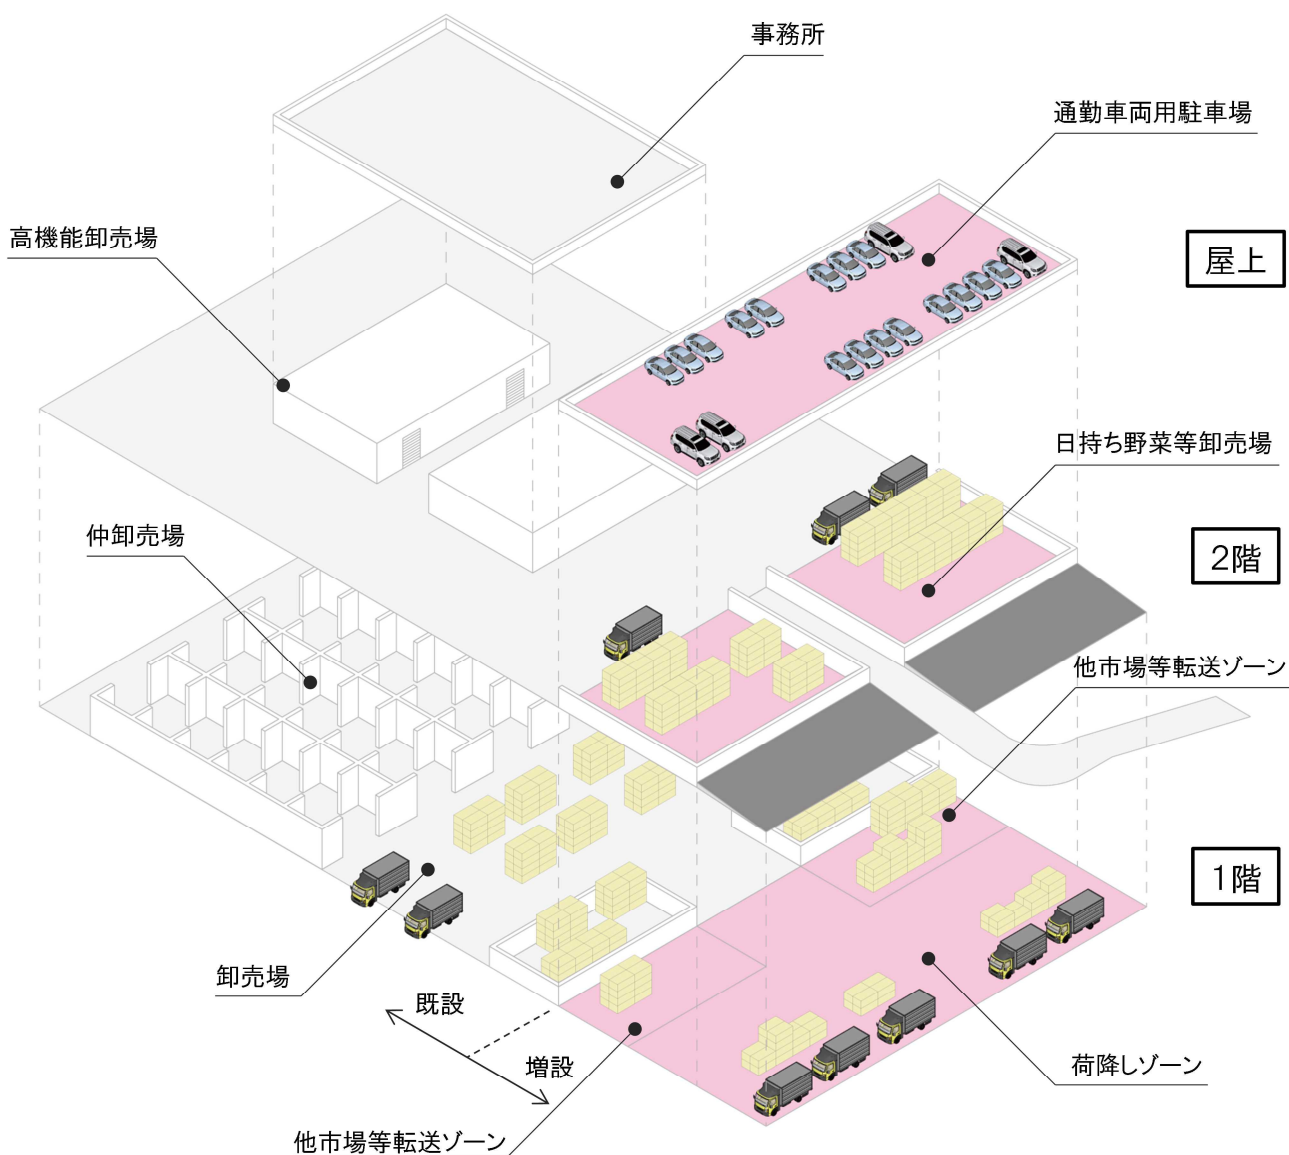 事務所
通勤車両用駐車場
高機能卸売場
屋上
日持ち野菜等卸売場
仲卸売場
2階
他市場等転送ゾーン
1階
卸売場
既設
増設
荷降しゾーン
他市場等転送ゾーン